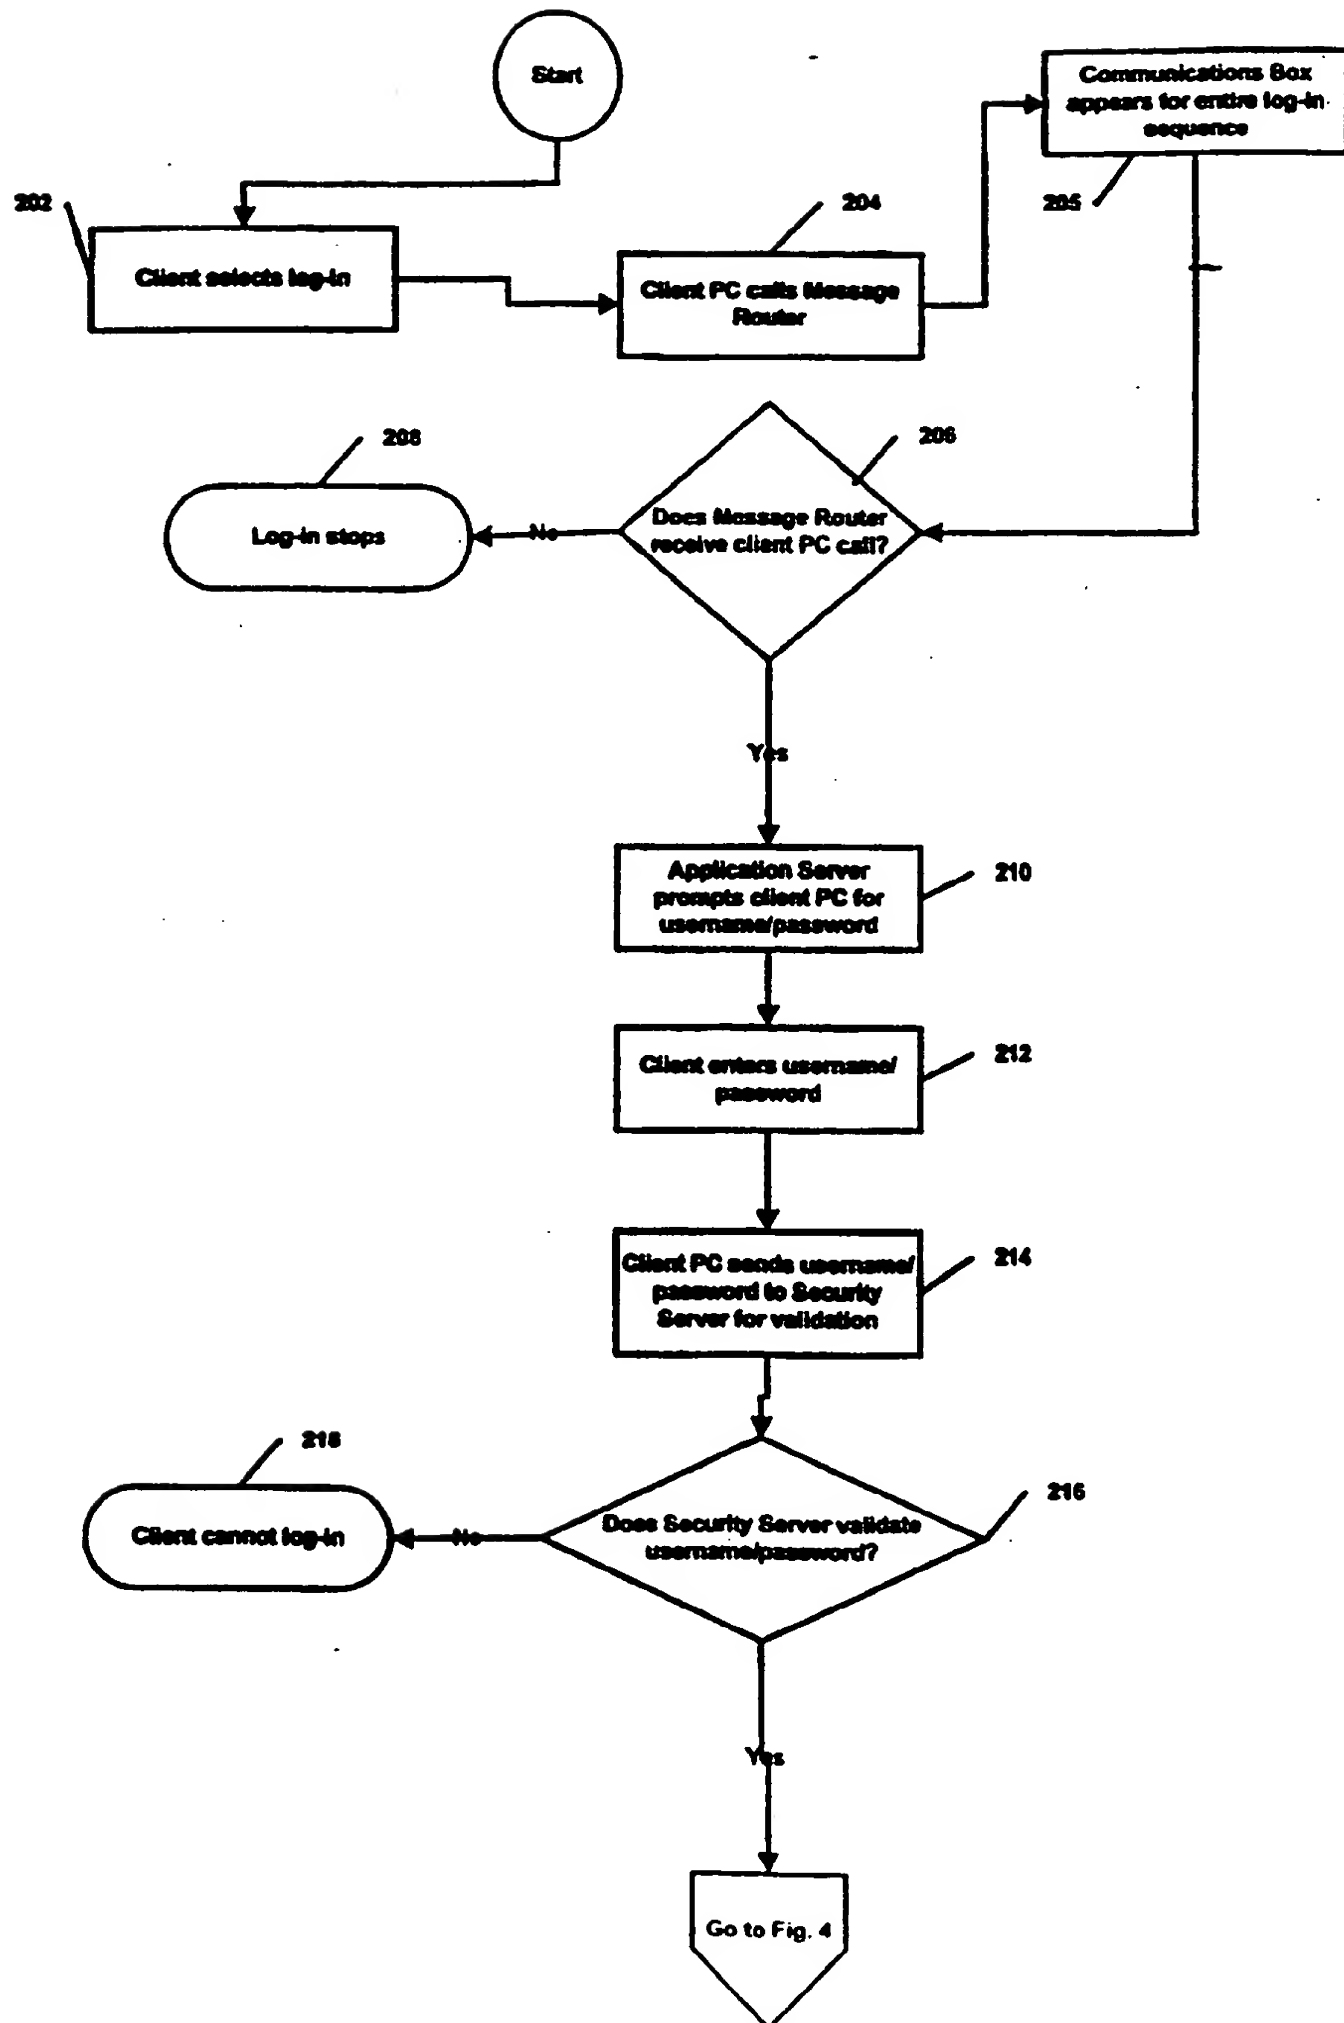 Start
Communications Box
appears for entire log-in
sequence
202
204
205
Client selects log-in
Client PC calls Message
Router
208
206
Does Message Router
receive client PC call?
Log-in stops
No
Yes
Application Server
prompts client PC for
username/password
210
Client enters username/
password
212
Client PC sends username/
password to Security
Server for validation
214
218
216
Does Security Server validate
username/password?
Client cannot log-in
No
Yes
Go to Fig. 4